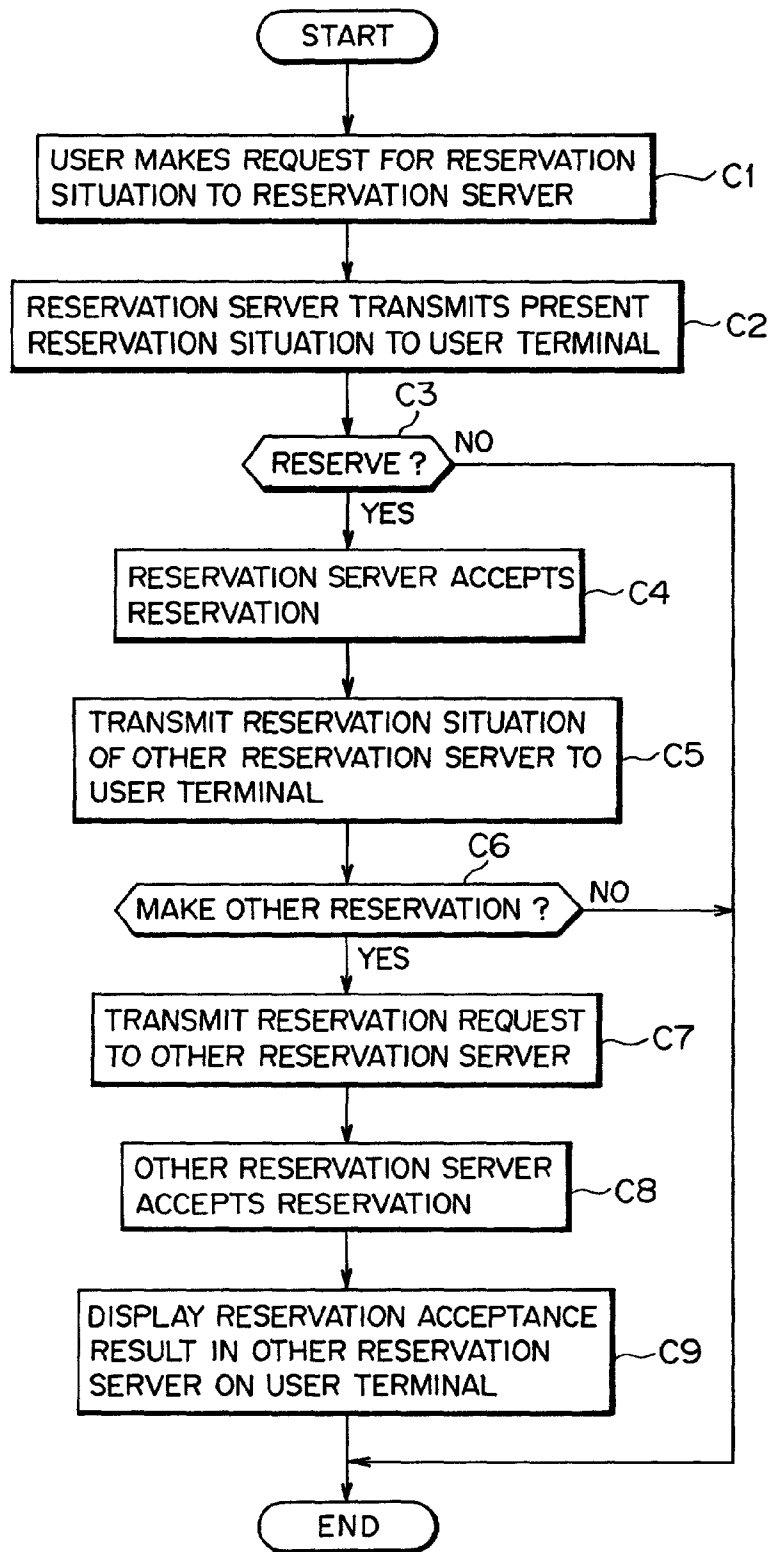 START
USER MAKES REQUEST FOR RESERVATION
SITUATION TO RESERVATION SERVER
C1
RESERVATION SERVER TRANSMITS PRESENT
RESERVATION SITUATION TO USER TERMINAL
C2
C3
RESERVE ?
NO
YES
RESERVATION SERVER ACCEPTS
RESERVATION
C4
TRANSMIT RESERVATION SITUATION
OF OTHER RESERVATION SERVER TO
USER TERMINAL
C5
C6
MAKE OTHER RESERVATION ?
NO
YES
TRANSMIT RESERVATION REQUEST
TO OTHER RESERVATION SERVER
C7
OTHER RESERVATION SERVER
ACCEPTS RESERVATION
C8
DISPLAY RESERVATION ACCEPTANCE
RESULT IN OTHER RESERVATION
SERVER ON USER TERMINAL
C9
END